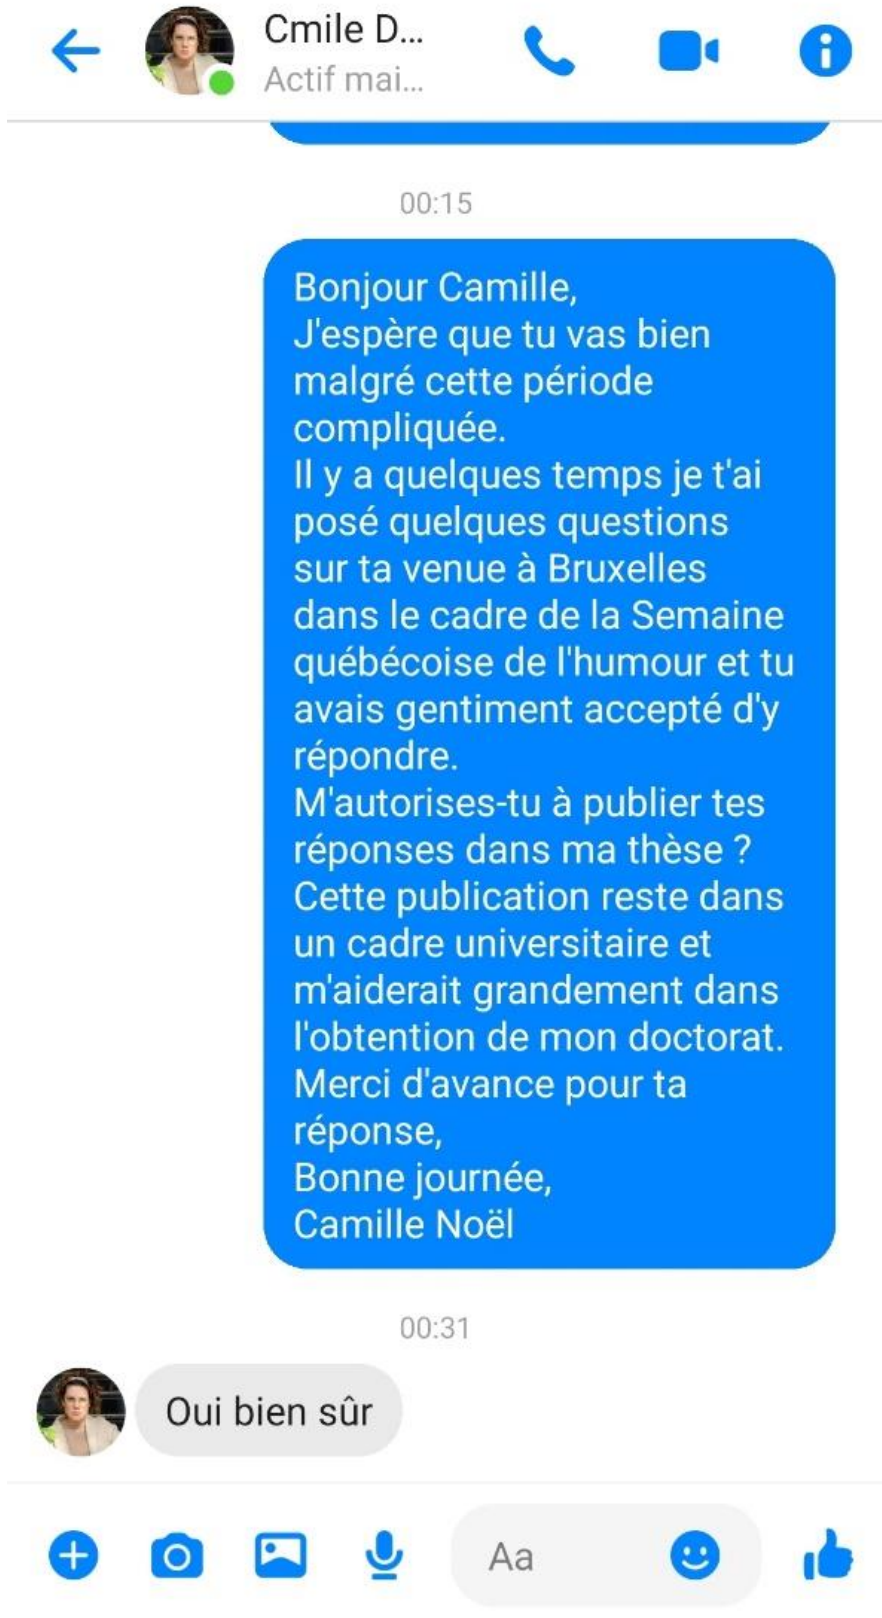 Cmile D...
Actif mai...
00:15
Bonjour Camille,
J'espère que tu vas bien
malgré cette période
compliquée.
Il y a quelques temps je t'ai
posé quelques questions
sur ta venue à Bruxelles
dans le cadre de la Semaine
québécoise de l'humour et tu
avais gentiment accepté d'y
répondre.
M'autorises-tu à publier tes
réponses dans ma thèse ?
Cette publication reste dans
un cadre universitaire et
m'aiderait grandement dans
l'obtention de mon doctorat.
Merci d'avance pour ta
réponse,
Bonne journée,
Camille Noël
00:31
Oui bien sûr
Aa